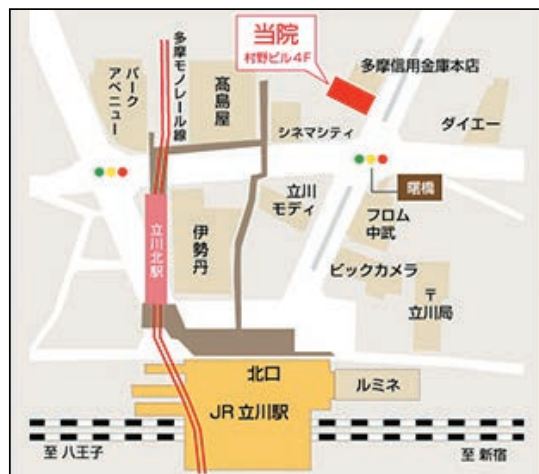 当院
村野ビル4F
多摩信用金庫本店
多摩モノレール線
パーク
アベニュー
髙島屋
シネマシティ
ダイエー
曙橋
立川
モディ
フロム
中武
立川北駅
伊勢丹
ビックカメラ
〒
立川局
北口
JR 立川駅
ルミネ
至 八王子
至 新宿